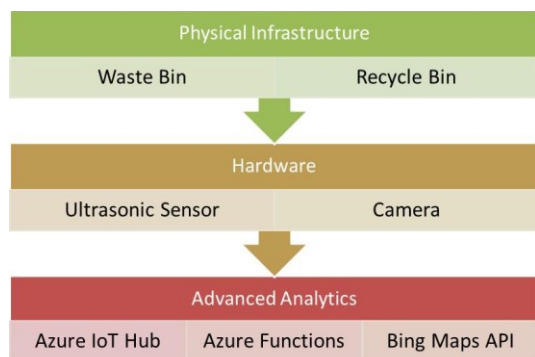 Physical Infrastructure
Waste Bin Recycle Bin
Hardware
Ultrasonic Sensor Camera
Advanced Analytics
Azure IoT Hub Azure Functions Bing Maps API